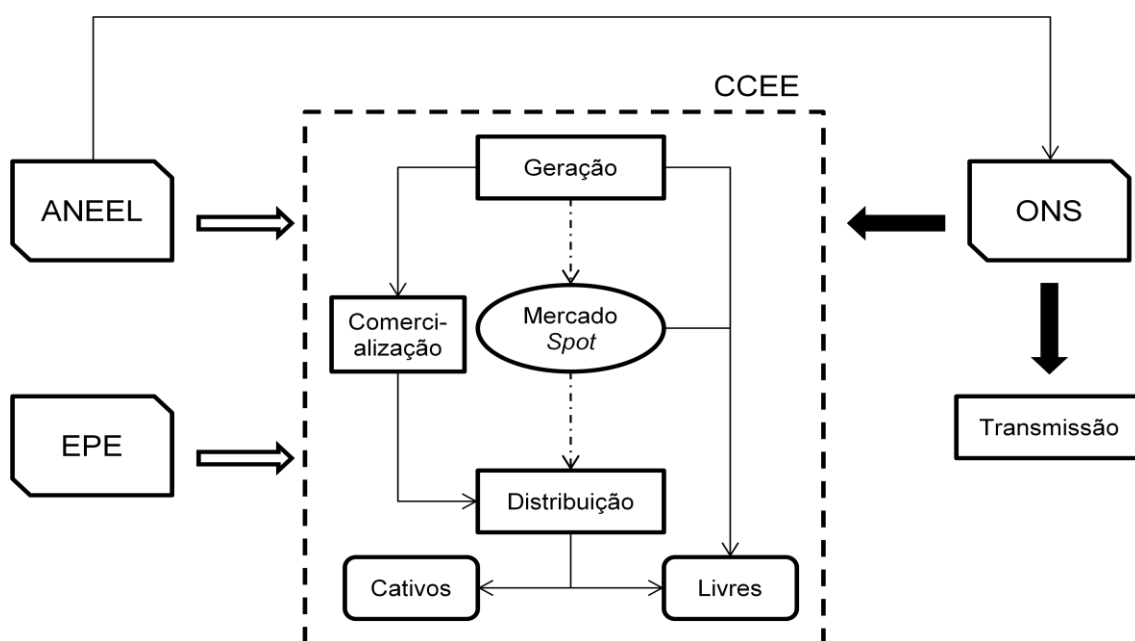 CCEE
Geração
ANEEL
ONS
Comerci-
alização
Mercado
Spot
EPE
Transmissão
Distribuição
Cativos
Livres